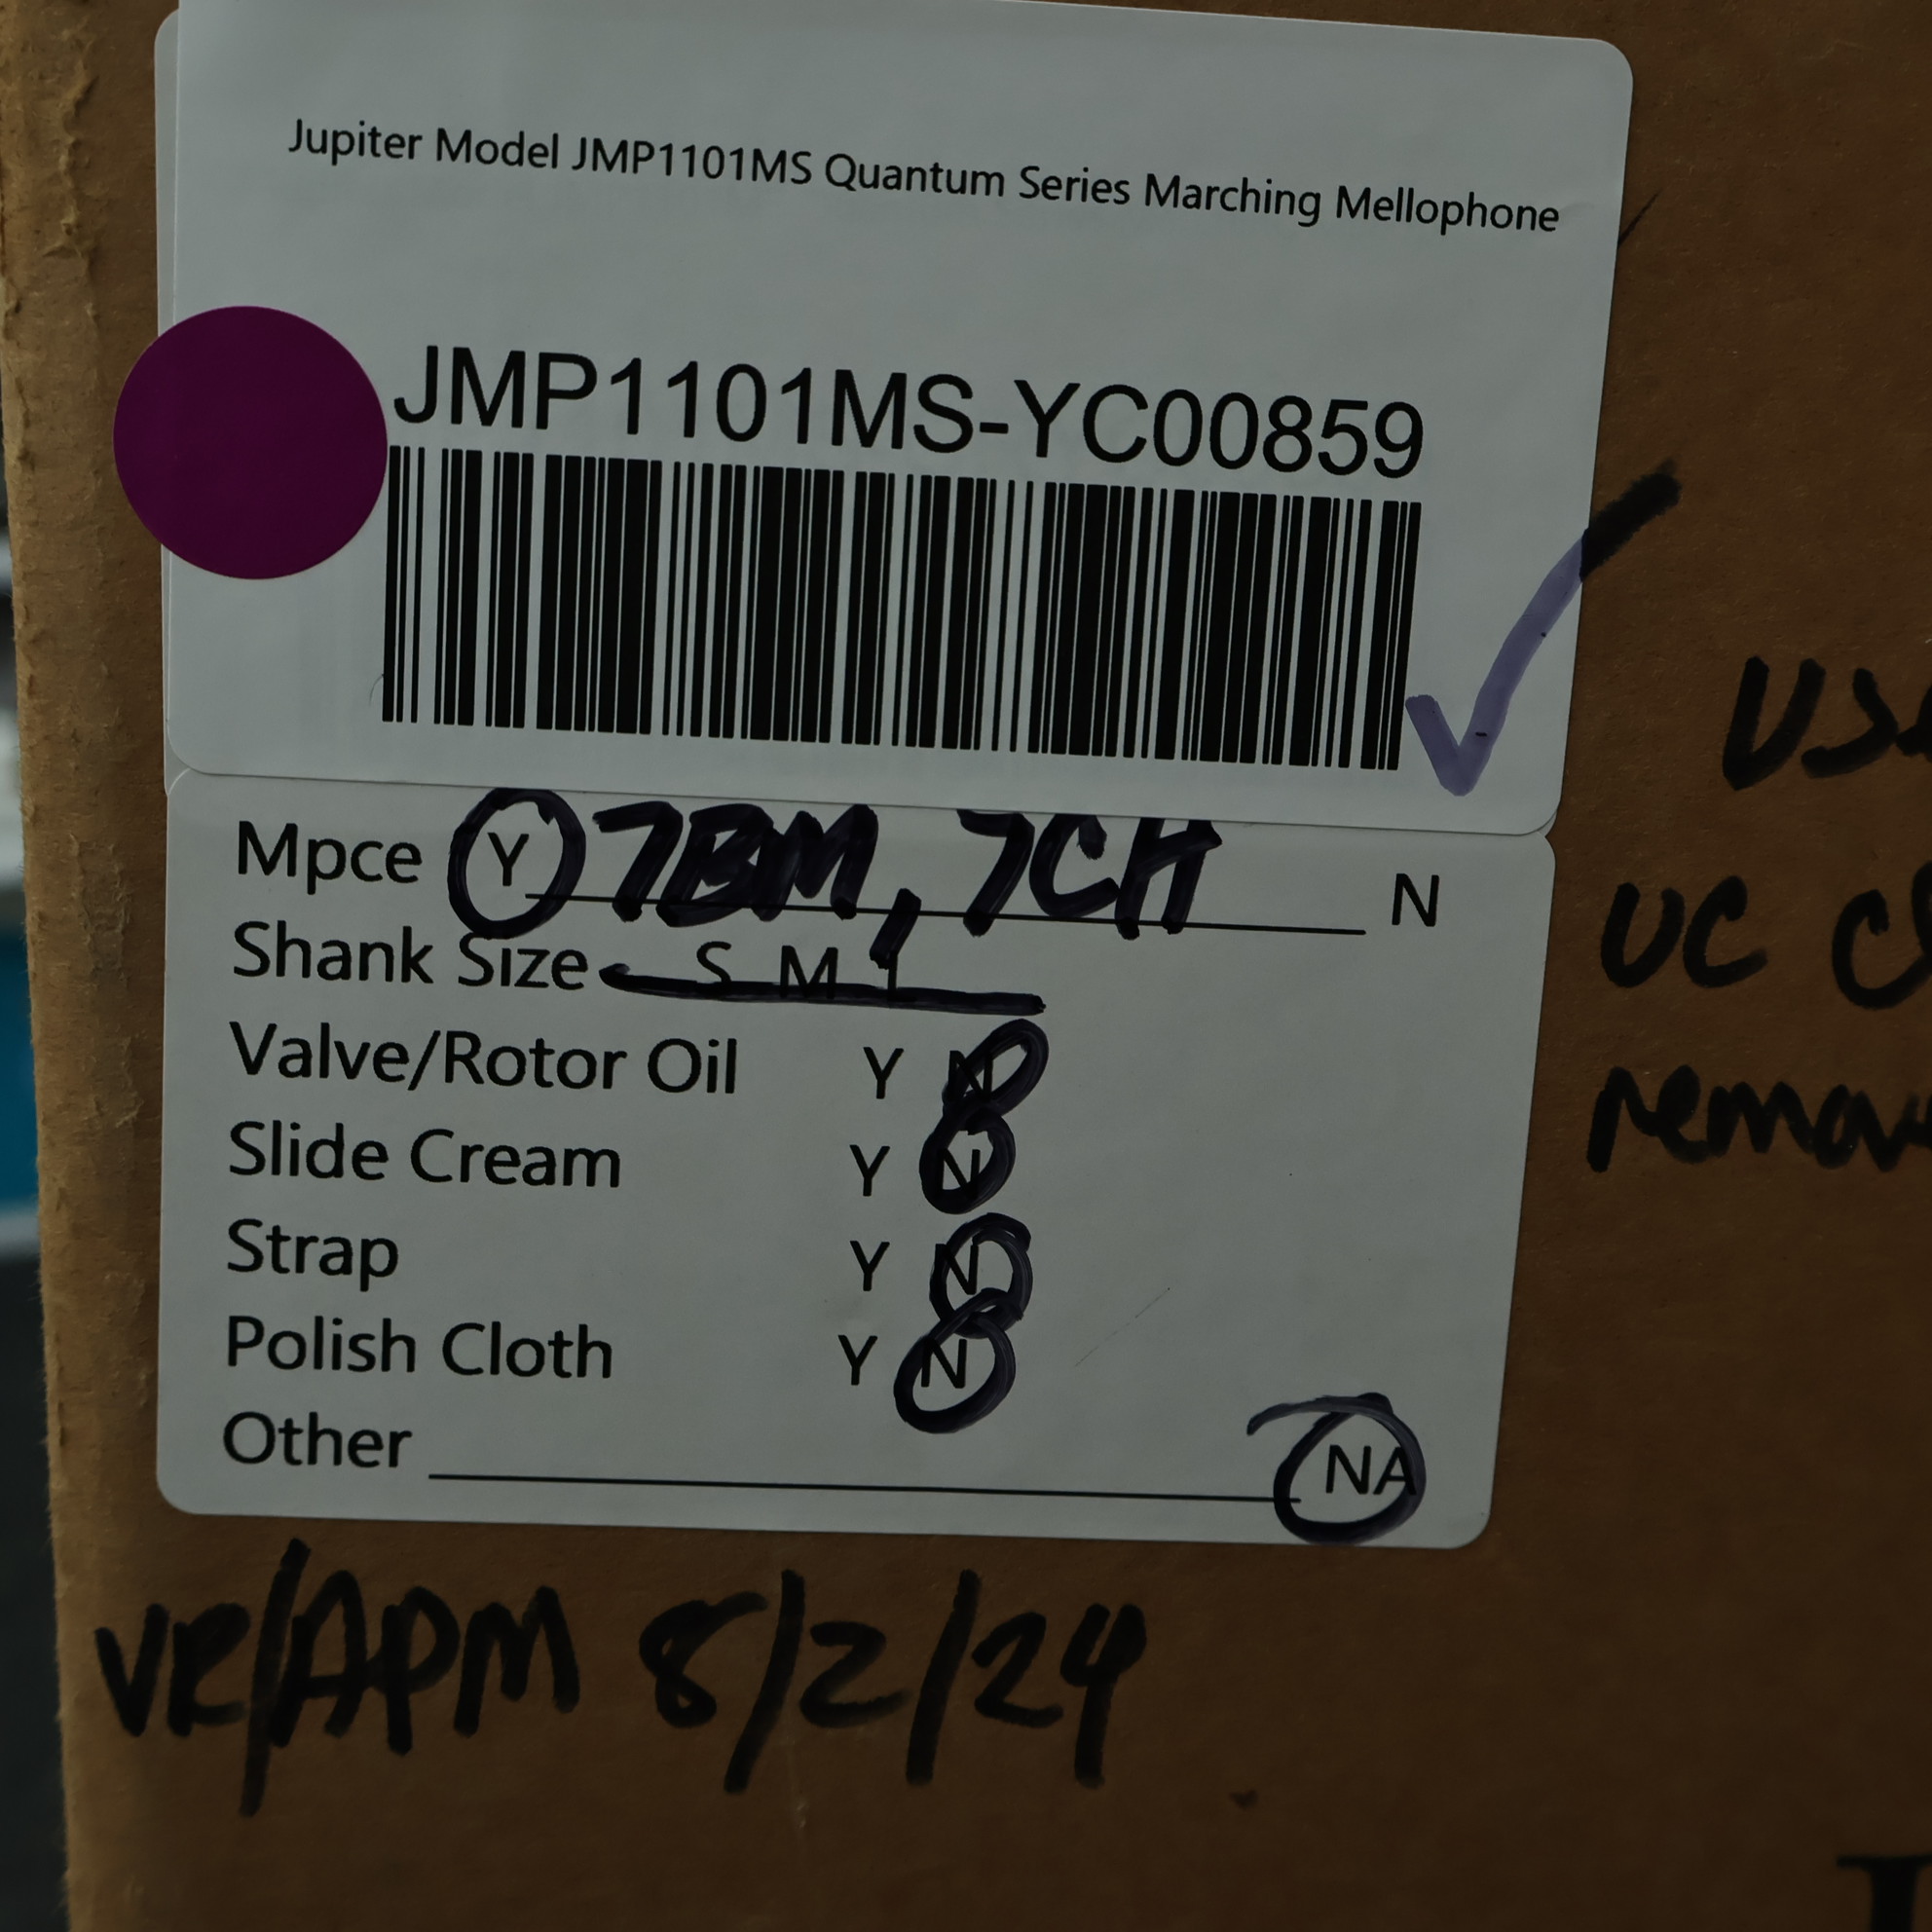 Jupiter Model JMP1101MS Quantum Series Marching Mellophone
JMP1101MS-YC00859
Mpce Y 7BM, 7CH N
Shank Size S M
Valve/Rotor Oil Y N
Slide Cream Y N
Strap Y N
Polish Cloth Y N
Other NA
UC
VR/APM 8/2/24